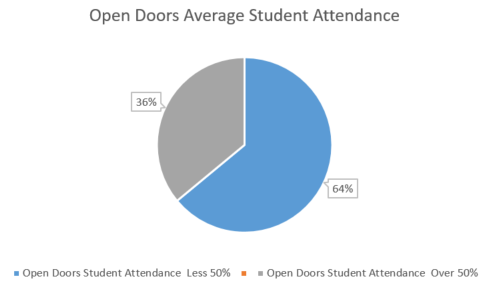 Open Doors Average Student Attendance
36%
64%
Open Doors Student Attendance Less 50%
Open Doors Student Attendance Over 50%